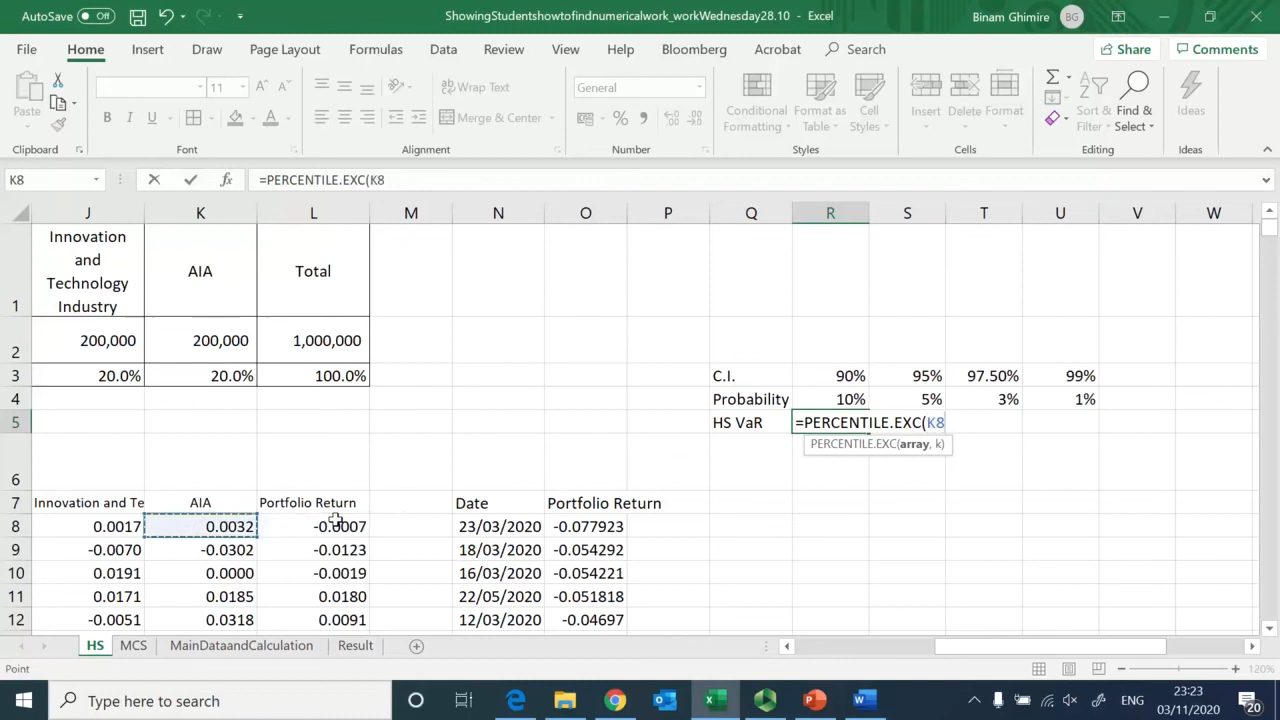 AutoSave Off ShowingStudentshowtofindnumericalwork_workWednesday28.10 - Excel Binam Ghimire BG
File Home Insert Draw Page Layout Formulas Data Review View Help Bloomberg Acrobat Search Share Comments
Paste
11
B I U
Wrap Text
Merge & Center
General
% ,
Conditional Formatting
Format as Table
Cell Styles
Insert Delete Format
Sort & Filter
Find & Select
Ideas
Clipboard Font Alignment Number Styles Cells Editing Ideas
K8 fx =PERCENTILE.EXC(K8
J K L M N O P Q R S T U V W
1 Innovation and Technology Industry AIA Total
2 200,000 200,000 1,000,000
3 20.0% 20.0% 100.0% C.I. 90% 95% 97.50% 99%
4 Probability 10% 5% 3% 1%
5 HS VaR =PERCENTILE.EXC(K8
PERCENTILE.EXC(array, k)
6
7 Innovation and Te AIA Portfolio Return Date Portfolio Return
8 0.0017 0.0032 -0.0007 23/03/2020 -0.077923
9 -0.0070 -0.0302 -0.0123 18/03/2020 -0.054292
10 0.0191 0.0000 -0.0019 16/03/2020 -0.054221
11 0.0171 0.0185 0.0180 22/05/2020 -0.051818
12 -0.0051 0.0318 0.0091 12/03/2020 -0.04697
HS MCS MainDataandCalculation Result
Point 120%
Type here to search ENG 23:23
03/11/2020 20